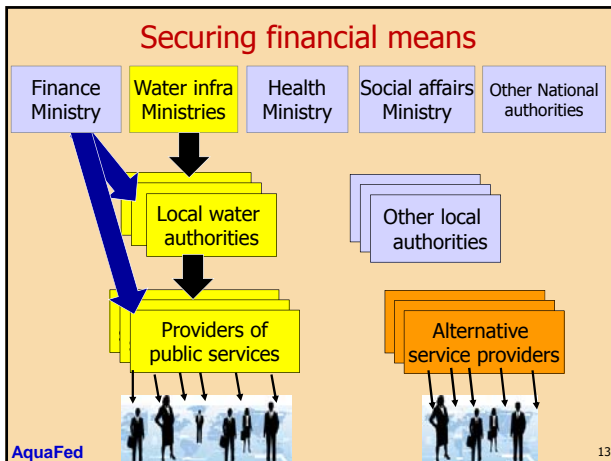 Securing financial means
Finance
Ministry
Water infra
Ministries
Health
Ministry
Social affairs
Ministry
Other National
authorities
Local water
authorities
Other local
authorities
Providers of
public services
Alternative
service providers
AquaFed
13